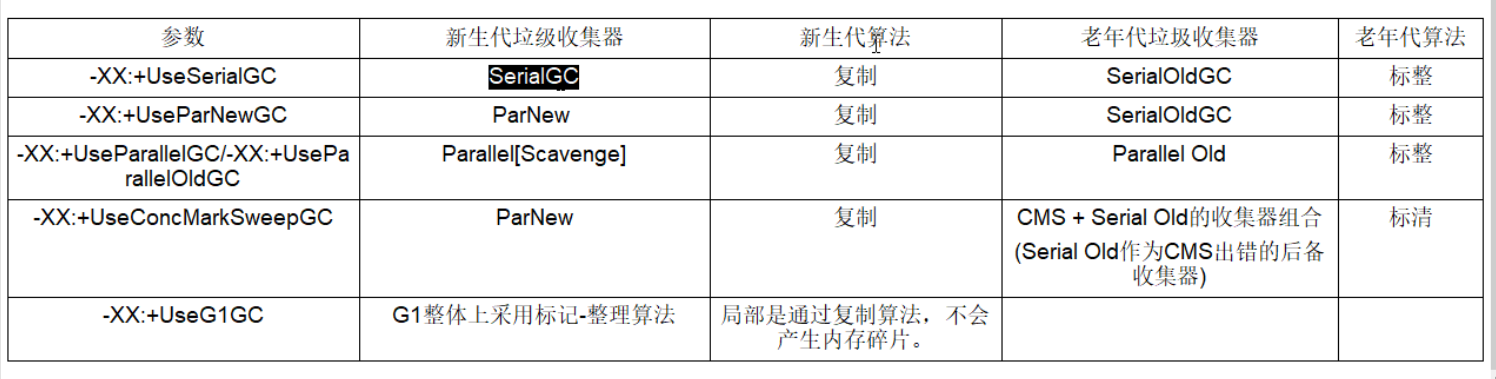 参数 新生代垃级收集器 新生代算法 老年代垃圾收集器 老年代算法
-XX:+UseSerialGC SerialGC 复制 SerialOldGC 标整
-XX:+UseParNewGC ParNew 复制 SerialOldGC 标整
-XX:+UseParallelGC/-XX:+UsePa Parallel[Scavenge] 复制 Parallel Old 标整
rallelOldGC
-XX:+UseConcMarkSweepGC ParNew 复制 CMS + Serial Old的收集器组合 标清
(Serial Old作为CMS出错的后备
收集器)
-XX:+UseG1GC G1整体上采用标记-整理算法 局部是通过复制算法，不会
产生内存碎片。